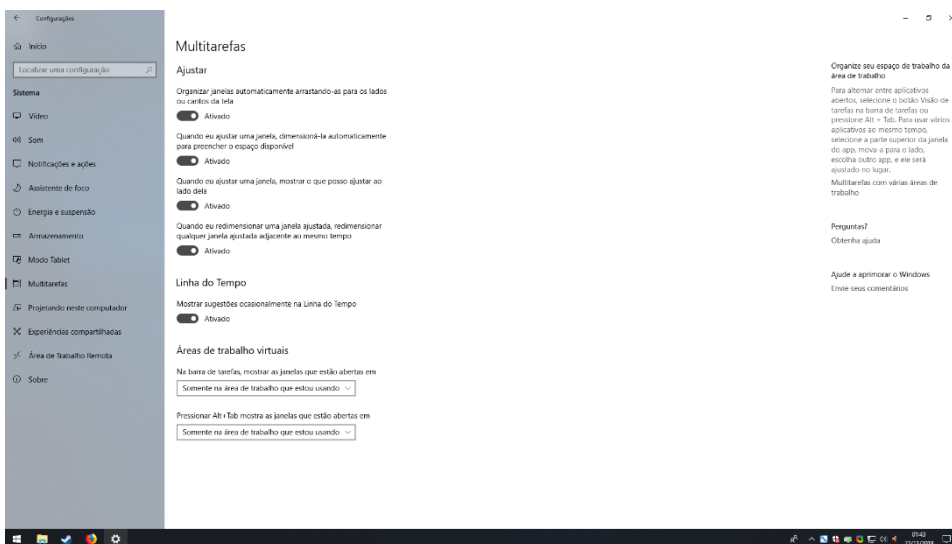 Configurações
Início
Localizar uma configuração
Sistema
Vídeo
Som
Notificações e ações
Assistente de foco
Energia e suspensão
Armazenamento
Modo Tablet
Multitarefas
Projetando neste computador
Experiências compartilhadas
Área de Trabalho Remota
Sobre
Multitarefas
Ajustar
Organizar janelas automaticamente arrastando-as para os lados
ou cantos da tela
Ativado
Quando eu ajustar uma janela, dimensioná-la automaticamente
para preencher o espaço disponível
Ativado
Quando eu ajustar uma janela, mostrar o que posso ajustar ao
lado dela
Ativado
Quando eu redimensionar uma janela ajustada, redimensionar
qualquer janela ajustada adjacente ao mesmo tempo
Ativado
Linha do Tempo
Mostrar sugestões ocasionalmente na Linha do Tempo
Ativado
Áreas de trabalho virtuais
Na barra de tarefas, mostrar as janelas que estão abertas em
Somente na área de trabalho que estou usando
Pressionar Alt+Tab mostra as janelas que estão abertas em
Somente na área de trabalho que estou usando
Organize seu espaço de trabalho da
área de trabalho
Para alternar entre aplicativos
abertos, selecione o botão Visão de
tarefas na barra de tarefas ou
pressione Alt + Tab. Para usar vários
aplicativos ao mesmo tempo,
selecione a parte superior da janela
do app, mova-a para o lado,
escolha outro app, e ele será
ajustado no lugar.
Multitarefas com várias áreas de
trabalho
Perguntas?
Obtenha ajuda
Ajude a aprimorar o Windows
Envie seus comentários
01:43